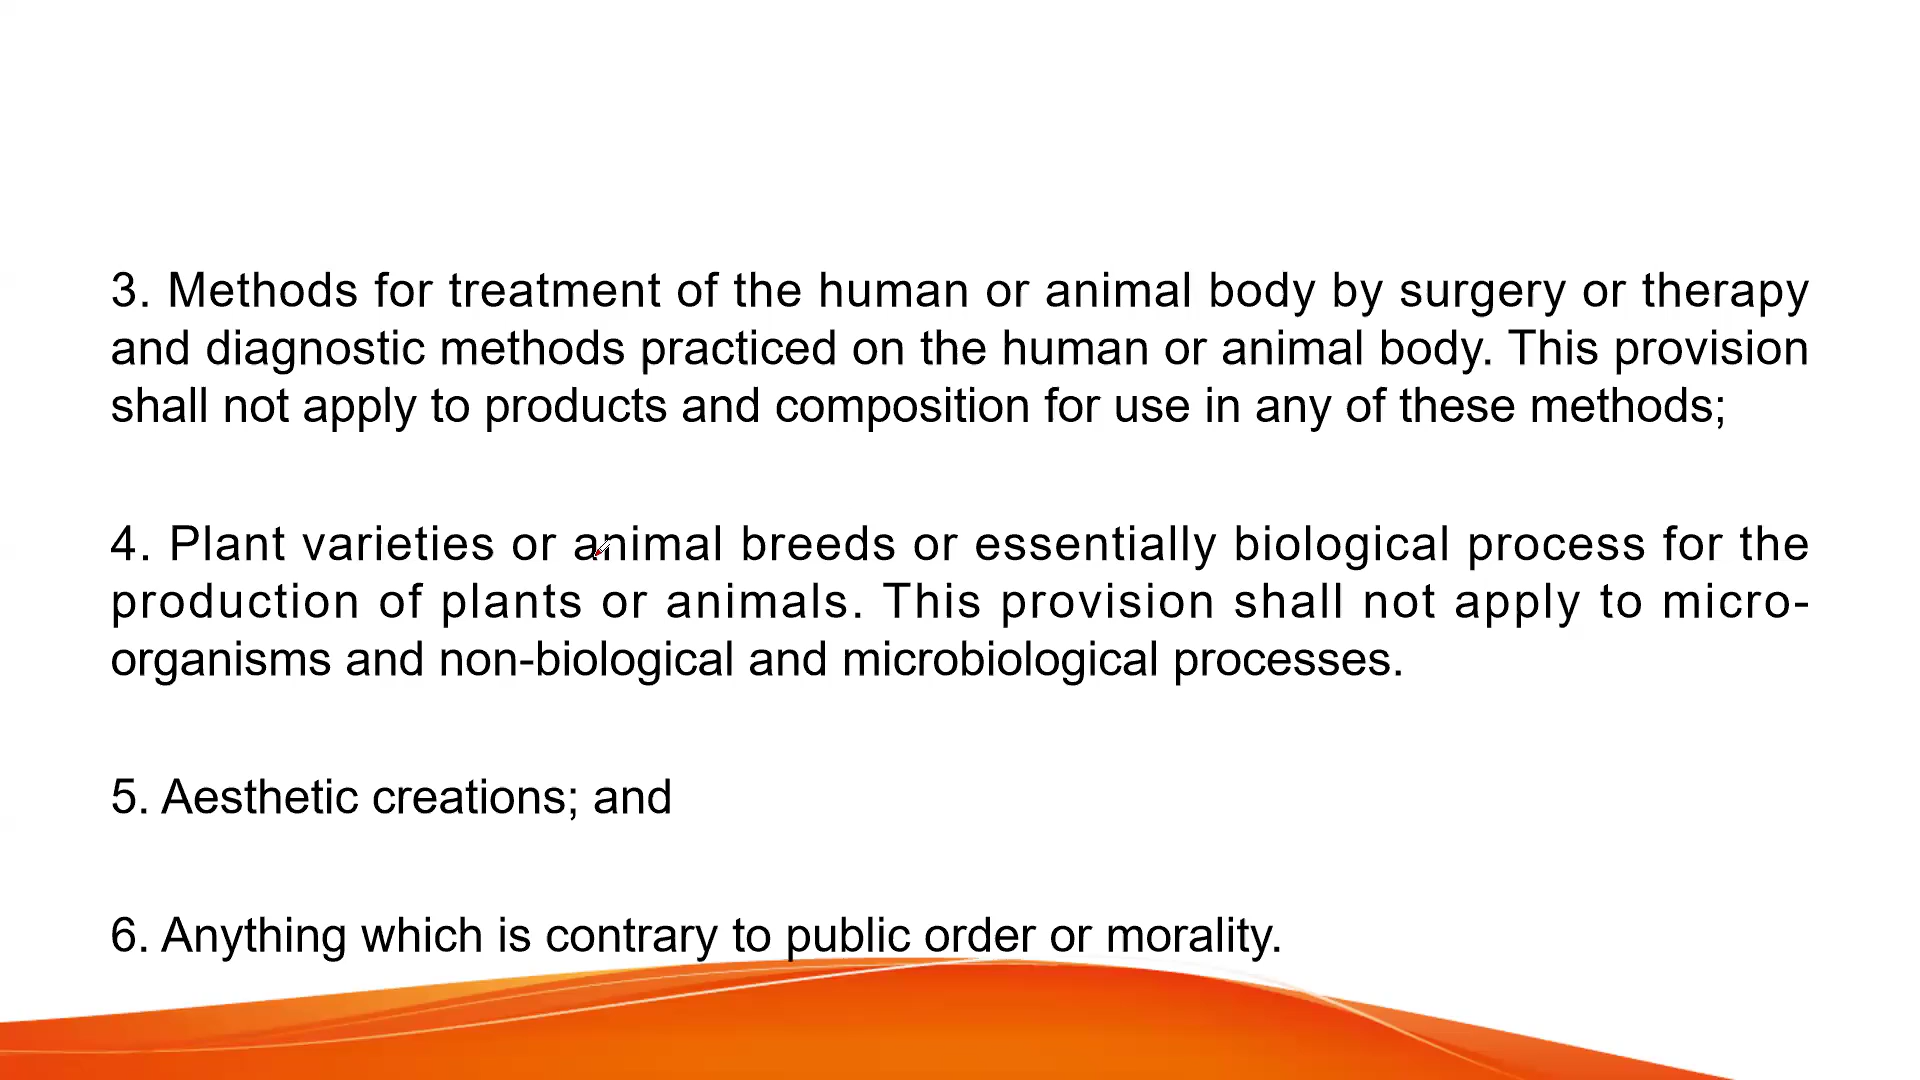 3. Methods for treatment of the human or animal body by surgery or therapy
and diagnostic methods practiced on the human or animal body. This provision
shall not apply to products and composition for use in any of these methods;
4. Plant varieties or animal breeds or essentially biological process for the
production of plants or animals. This provision shall not apply to micro-
organisms and non-biological and microbiological processes.
5. Aesthetic creations; and
6. Anything which is contrary to public order or morality.